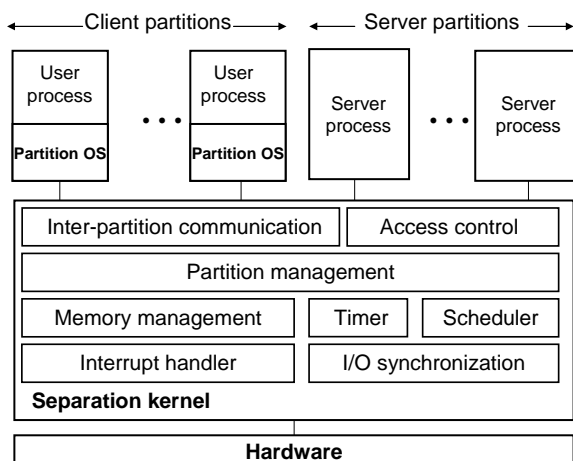 Client partitions Server partitions
User process User process Server process Server process
Partition OS Partition OS
Inter-partition communication Access control
Partition management
Memory management Timer Scheduler
Interrupt handler I/O synchronization
Separation kernel
Hardware